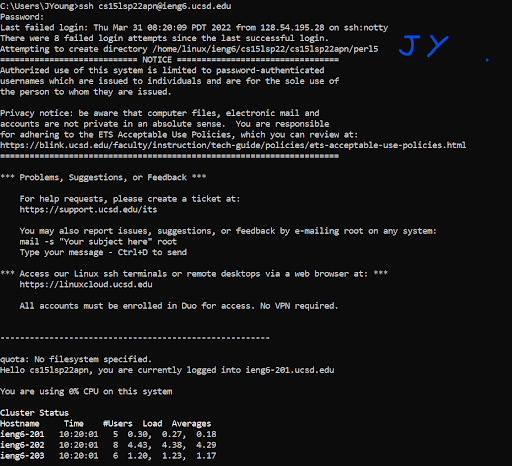 C:\Users\JYoung>ssh cs15lsp22apn@ieng6.ucsd.edu
Password:
Last failed login: Thu Mar 31 08:20:09 PDT 2022 from 128.54.195.28 on ssh:notty
There were 8 failed login attempts since the last successful login.
Attempting to create directory /home/linux/ieng6/cs15lsp22/cs15lsp22apn/perl5
JY
============================ NOTICE =================================
Authorized use of this system is limited to password-authenticated
usernames which are issued to individuals and are for the sole use of
the person to whom they are issued.
Privacy notice: be aware that computer files, electronic mail and
accounts are not private in an absolute sense.  You are responsible
for adhering to the ETS Acceptable Use Policies, which you can review at:
https://blink.ucsd.edu/faculty/instruction/tech-guide/policies/ets-acceptable-use-policies.html
=====================================================================
*** Problems, Suggestions, or Feedback ***
For help requests, please create a ticket at:
https://support.ucsd.edu/its
You may also report issues, suggestions, or feedback by e-mailing root on any system:
mail -s "Your subject here" root
Type your message - Ctrl+D to send
*** Access our Linux ssh terminals or remote desktops via a web browser at: ***
https://linuxcloud.ucsd.edu
All accounts must be enrolled in Duo for access. No VPN required.
-------------------------------------------------------
quota: No filesystem specified.
Hello cs15lsp22apn, you are currently logged into ieng6-201.ucsd.edu
You are using 0% CPU on this system
Cluster Status
Hostname     Time    #Users  Load  Averages
ieng6-201   10:20:01   5  0.30,  0.27,  0.18
ieng6-202   10:20:01   8  4.43,  4.38,  4.29
ieng6-203   10:20:01   6  1.20,  1.23,  1.17